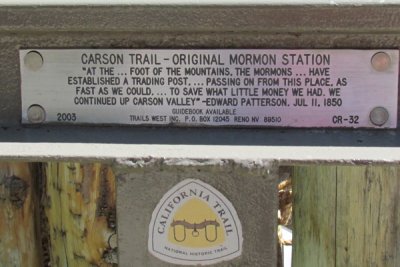 CARSON TRAIL - ORIGINAL MORMON STATION
"AT THE ... FOOT OF THE MOUNTAINS, THE MORMONS ... HAVE
ESTABLISHED A TRADING POST, ... PASSING ON FROM THIS PLACE, AS
FAST AS WE COULD, ... TO SAVE WHAT LITTLE MONEY WE HAD, WE
CONTINUED UP CARSON VALLEY" -EDWARD PATTERSON, JUL 11, 1850
GUIDEBOOK AVAILABLE
2003 TRAILS WEST INC. P.O. BOX 12045 RENO NV 89510 CR-32
CALIFORNIA TRAIL
NATIONAL HISTORIC TRAIL